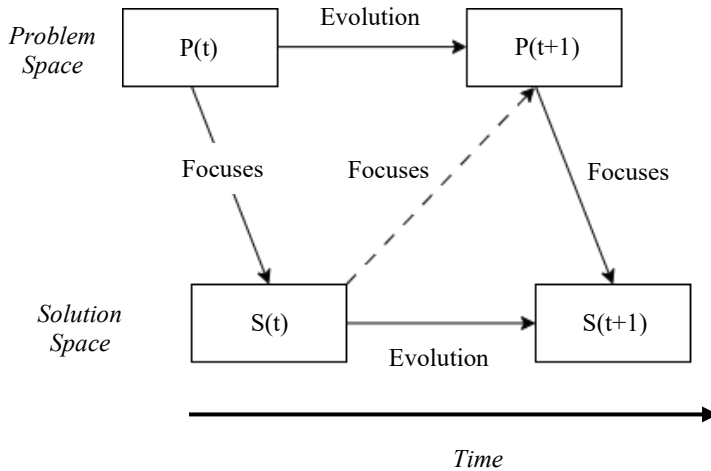 Evolution
Problem
Space
P(t)
P(t+1)
Focuses
Focuses
Focuses
Solution
Space
S(t)
S(t+1)
Evolution
Time